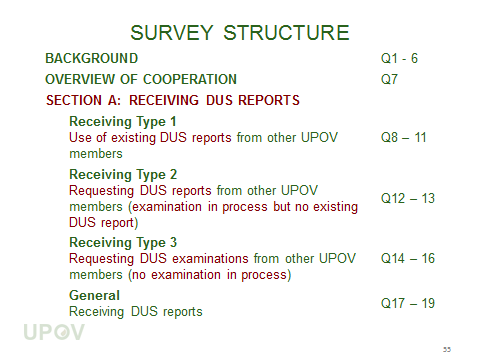 SURVEY STRUCTURE
BACKGROUND Q1 - 6
OVERVIEW OF COOPERATION Q7
SECTION A: RECEIVING DUS REPORTS
Receiving Type 1
Use of existing DUS reports from other UPOV
members
Q8 – 11
Receiving Type 2
Requesting DUS reports from other UPOV
members (examination in process but no existing
DUS report)
Q12 – 13
Receiving Type 3
Requesting DUS examinations from other UPOV
members (no examination in process)
Q14 – 16
General
Receiving DUS reports
Q17 – 19
UPOV
55